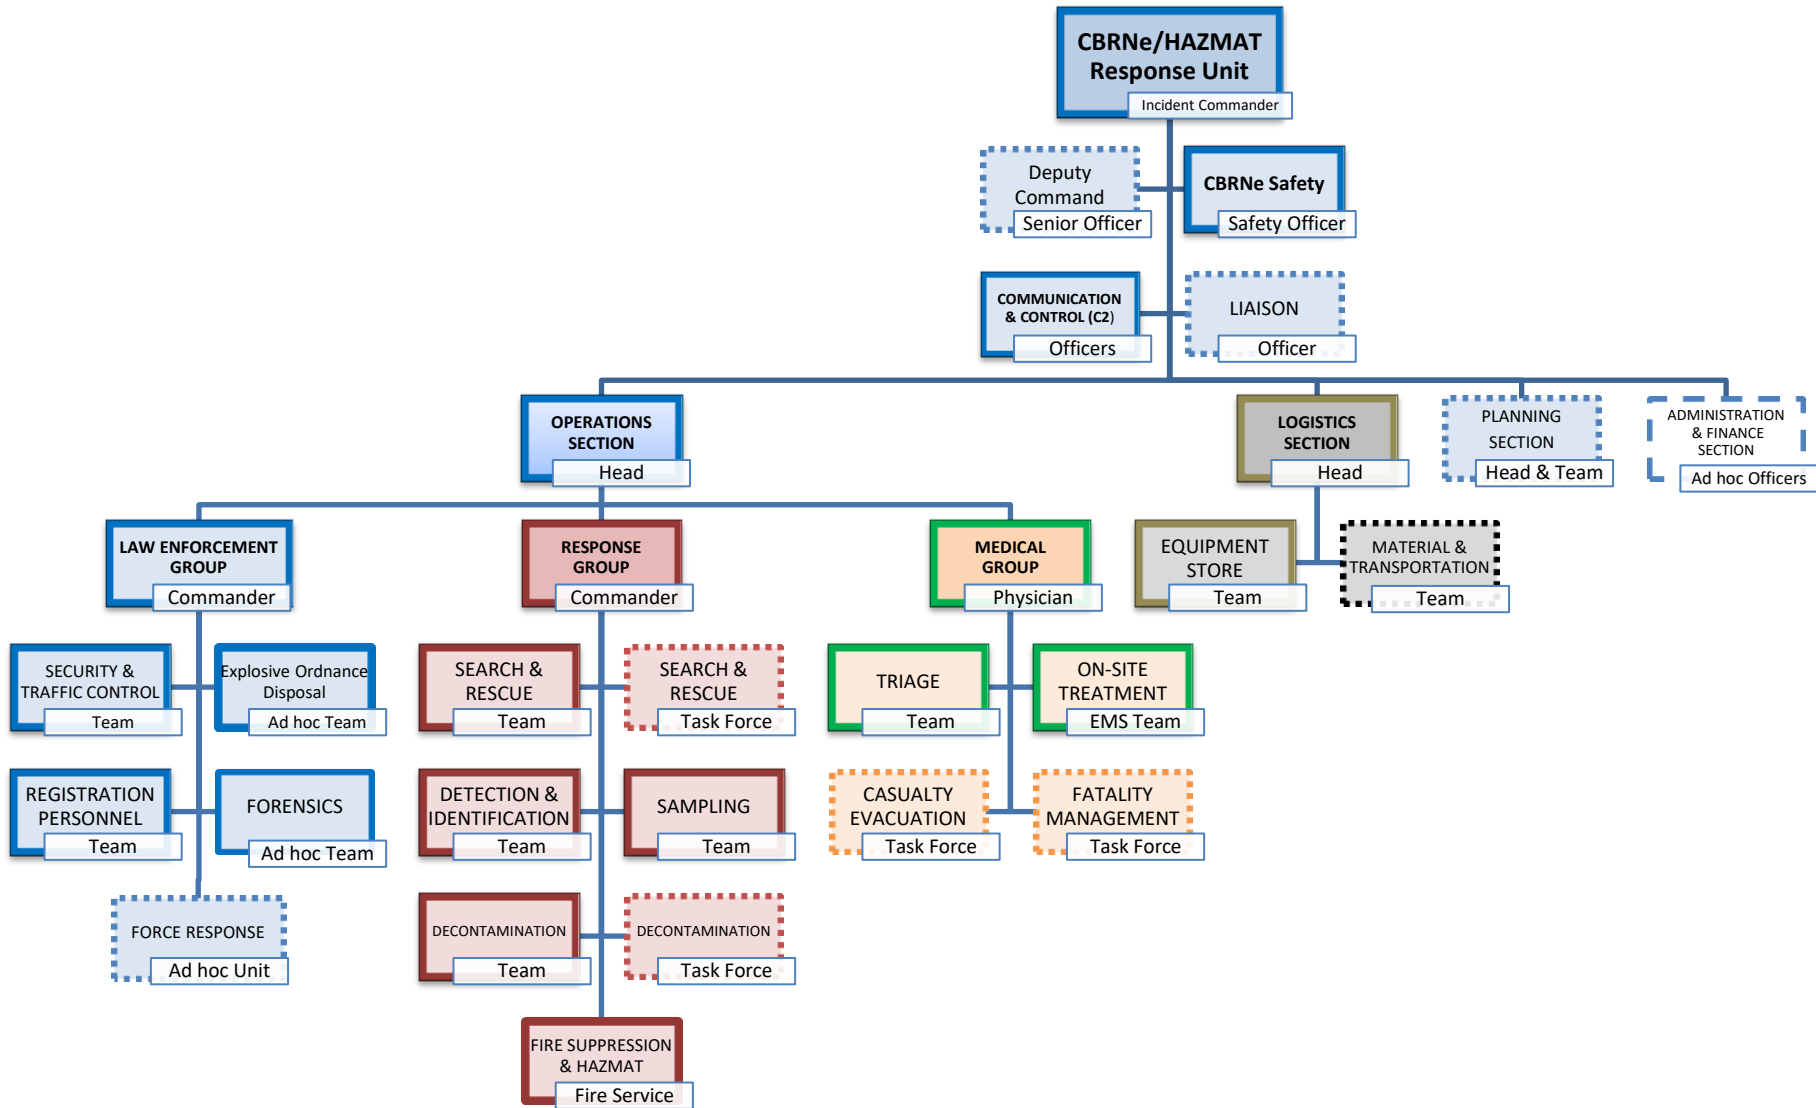 CBRNe/HAZMAT
Response Unit
Incident Commander
Deputy
Command
Senior Officer
CBRNe Safety
Safety Officer
COMMUNICATION
& CONTROL (C2)
Officers
LIAISON
Officer
OPERATIONS
SECTION
Head
LOGISTICS
SECTION
Head
PLANNING
SECTION
Head & Team
ADMINISTRATION
& FINANCE
SECTION
Ad hoc Officers
LAW ENFORCEMENT
GROUP
Commander
RESPONSE
GROUP
Commander
MEDICAL
GROUP
Physician
EQUIPMENT
STORE
Team
MATERIAL &
TRANSPORTATION
Team
SECURITY &
TRAFFIC CONTROL
Team
Explosive Ordnance
Disposal
Ad hoc Team
SEARCH &
RESCUE
Team
SEARCH &
RESCUE
Task Force
TRIAGE
Team
ON-SITE
TREATMENT
EMS Team
REGISTRATION
PERSONNEL
Team
FORENSICS
Ad hoc Team
DETECTION &
IDENTIFICATION
Team
SAMPLING
Team
CASUALTY
EVACUATION
Task Force
FATALITY
MANAGEMENT
Task Force
FORCE RESPONSE
Ad hoc Unit
DECONTAMINATION
Team
DECONTAMINATION
Task Force
FIRE SUPPRESSION
& HAZMAT
Fire Service